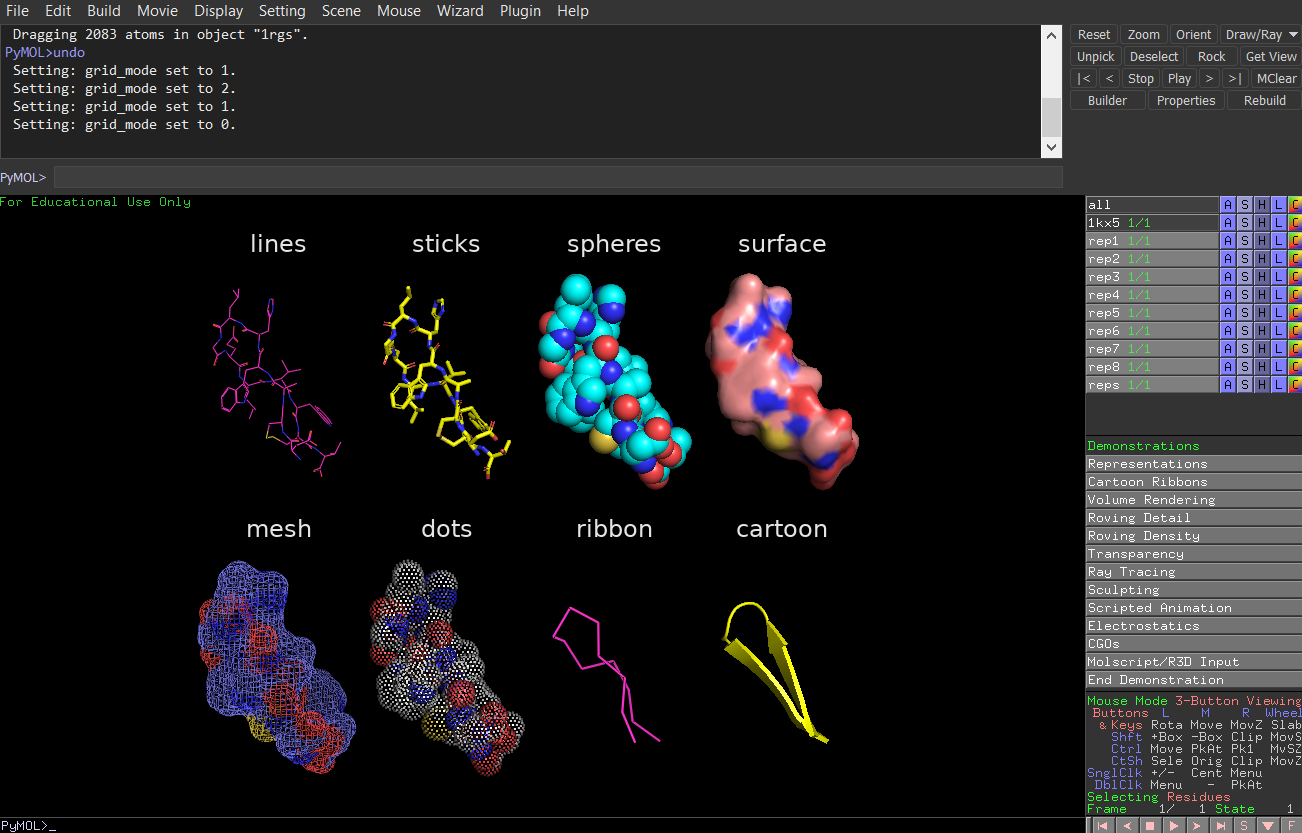 File Edit Build Movie Display Setting Scene Mouse Wizard Plugin Help
Dragging 2083 atoms in object "1rgs".
PyMOL>undo
Setting: grid_mode set to 1.
Setting: grid_mode set to 2.
Setting: grid_mode set to 1.
Setting: grid_mode set to 0.
PyMOL>
Reset Zoom Orient Draw/Ray
Unpick Deselect Rock Get View
|< < Stop Play > >| MClear
Builder Properties Rebuild
For Educational Use Only
lines sticks spheres surface
mesh dots ribbon cartoon
all A S H L C
1kx5 1/1 A S H L C
rep1 1/1 A S H L C
rep2 1/1 A S H L C
rep3 1/1 A S H L C
rep4 1/1 A S H L C
rep5 1/1 A S H L C
rep6 1/1 A S H L C
rep7 1/1 A S H L C
rep8 1/1 A S H L C
reps 1/1 A S H L C
Demonstrations
Representations
Cartoon Ribbons
Volume Rendering
Roving Detail
Roving Density
Transparency
Ray Tracing
Sculpting
Scripted Animation
Electrostatics
CGOs
Molscript/R3D Input
End Demonstration
Mouse Mode 3-Button Viewing
Buttons L M R Wheel
& Keys Rota Move MovZ Slab
Shft +Box -Box Clip MovS
Ctrl Move PkAt Pk1 MvSZ
CtSh Sele Orig Clip MovZ
SnglClk +/- Cent Menu
DblClk Menu - PkAt
Selecting Residues
Frame 1/ 1 State 1
S F
PyMOL>_